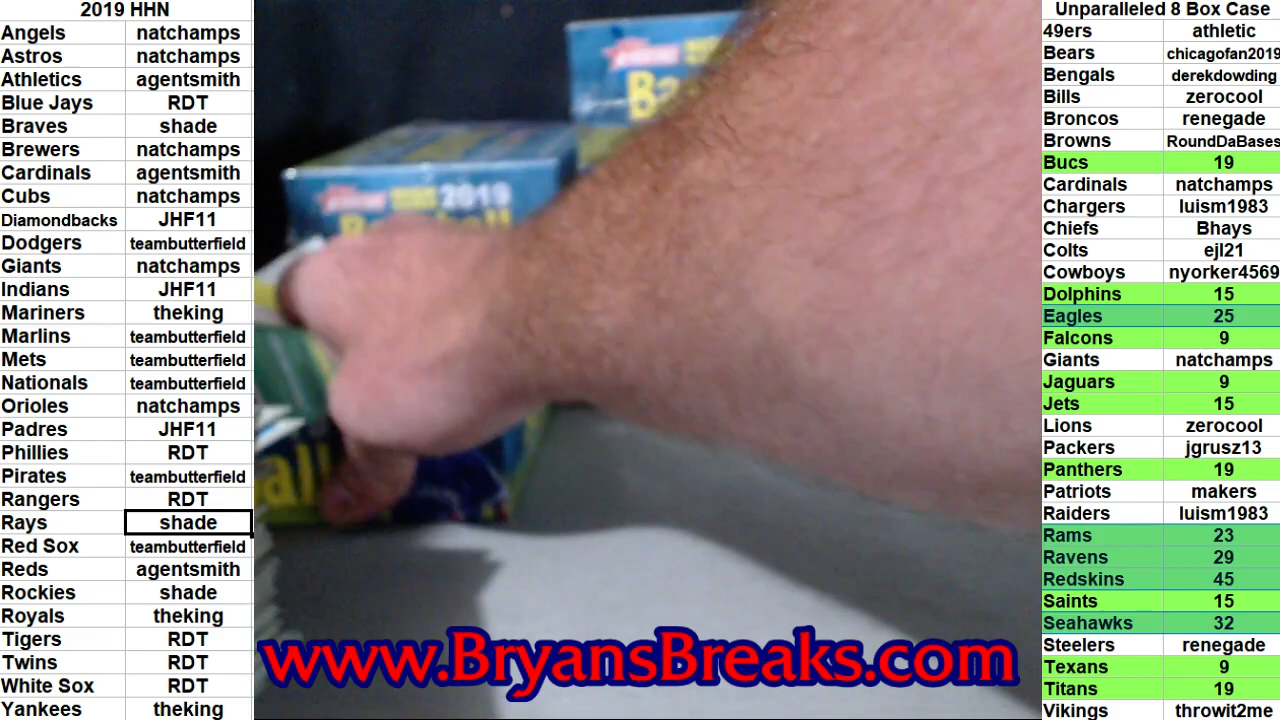 2019 HHN
Angels natchamps
Astros natchamps
Athletics agentsmith
Blue Jays RDT
Braves shade
Brewers natchamps
Cardinals agentsmith
Cubs natchamps
Diamondbacks JHF11
Dodgers teambutterfield
Giants natchamps
Indians JHF11
Mariners theking
Marlins teambutterfield
Mets teambutterfield
Nationals teambutterfield
Orioles natchamps
Padres JHF11
Phillies RDT
Pirates teambutterfield
Rangers RDT
Rays shade
Red Sox teambutterfield
Reds agentsmith
Rockies shade
Royals theking
Tigers RDT
Twins RDT
White Sox RDT
Yankees theking
2019
www.BryansBreaks.com
Unparalleled 8 Box Case
49ers athletic
Bears chicagofan2019
Bengals derekdowding
Bills zerocool
Broncos renegade
Browns RoundDaBases
Bucs 19
Cardinals natchamps
Chargers luism1983
Chiefs Bhays
Colts ejl21
Cowboys nyorker4569
Dolphins 15
Eagles 25
Falcons 9
Giants natchamps
Jaguars 9
Jets 15
Lions zerocool
Packers jgrusz13
Panthers 19
Patriots makers
Raiders luism1983
Rams 23
Ravens 29
Redskins 45
Saints 15
Seahawks 32
Steelers renegade
Texans 9
Titans 19
Vikings throwit2me